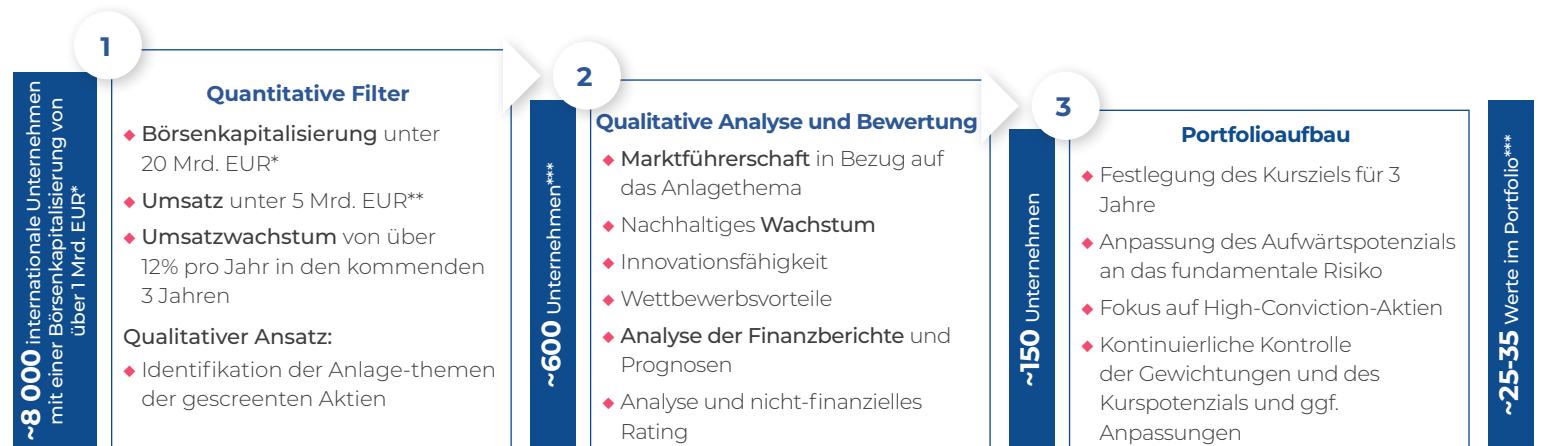 ~8 000 internationale Unternehmen
mit einer Börsenkapitalisierung von
über 1 Mrd. EUR*
1
Quantitative Filter
◆ Börsenkapitalisierung unter
20 Mrd. EUR*
◆ Umsatz unter 5 Mrd. EUR**
◆ Umsatzwachstum von über
12% pro Jahr in den kommenden
3 Jahren
Qualitativer Ansatz:
◆ Identifikation der Anlage-themen
der gescreenten Aktien
~600 Unternehmen***
2
Qualitative Analyse und Bewertung
◆ Marktführerschaft in Bezug auf
das Anlagethema
◆ Nachhaltiges Wachstum
◆ Innovationsfähigkeit
◆ Wettbewerbsvorteile
◆ Analyse der Finanzberichte und
Prognosen
◆ Analyse und nicht-finanzielles
Rating
~150 Unternehmen
3
Portfolioaufbau
◆ Festlegung des Kursziels für 3
Jahre
◆ Anpassung des Aufwärtspotenzials
an das fundamentale Risiko
◆ Fokus auf High-Conviction-Aktien
◆ Kontinuierliche Kontrolle
der Gewichtungen und des
Kurspotenzials und ggf.
Anpassungen
~25-35 Werte im Portfolio***